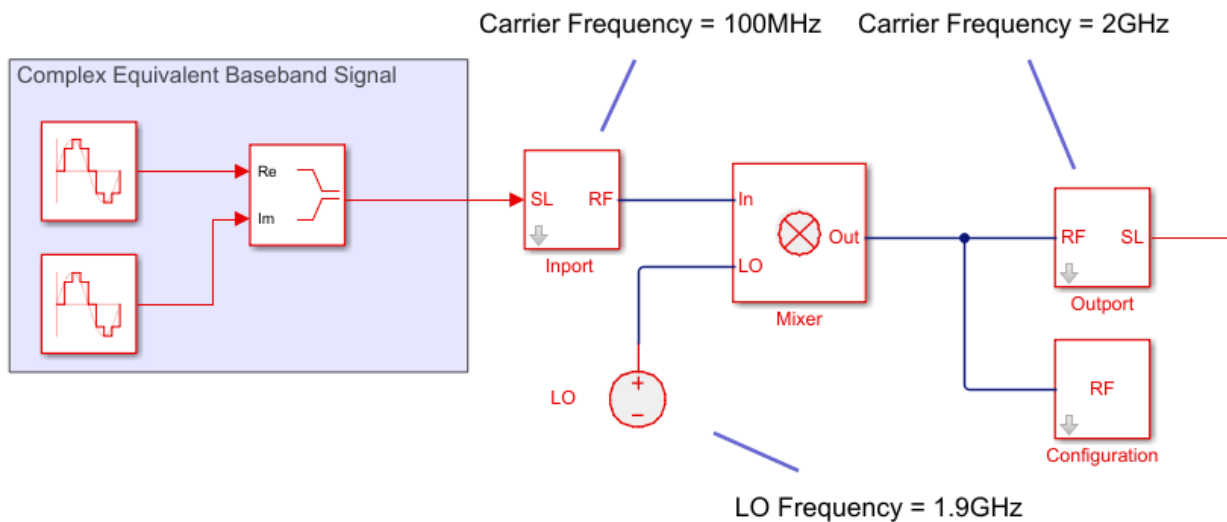 Carrier Frequency = 100MHz
Carrier Frequency = 2GHz
Complex Equivalent Baseband Signal
Re
Im
SL
RF
Inport
In
LO
Out
Mixer
RF
SL
Outport
LO
+
−
RF
Configuration
LO Frequency = 1.9GHz